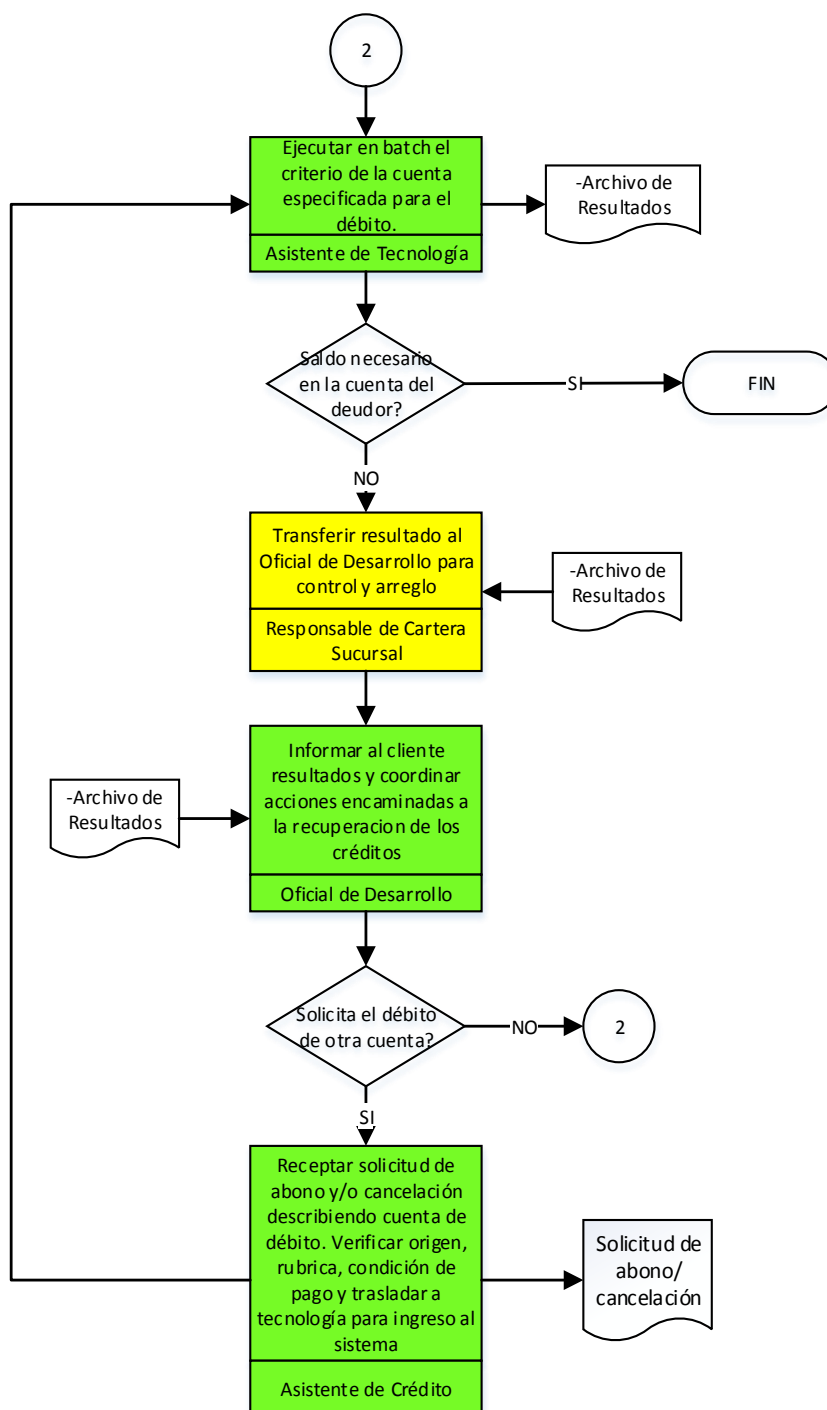 2
Ejecutar en batch el
criterio de la cuenta
especificada para el
débito.
Asistente de Tecnología
-Archivo de
Resultados
Saldo necesario
en la cuenta del
deudor?
SI
FIN
NO
Transferir resultado al
Oficial de Desarrollo para
control y arreglo
Responsable de Cartera
Sucursal
-Archivo de
Resultados
Informar al cliente
resultados y coordinar
acciones encaminadas a
la recuperacion de los
créditos
Oficial de Desarrollo
-Archivo de
Resultados
Solicita el débito
de otra cuenta?
NO
2
SI
Receptar solicitud de
abono y/o cancelación
describiendo cuenta de
débito. Verificar origen,
rubrica, condición de
pago y trasladar a
tecnología para ingreso al
sistema
Asistente de Crédito
Solicitud de
abono/
cancelación